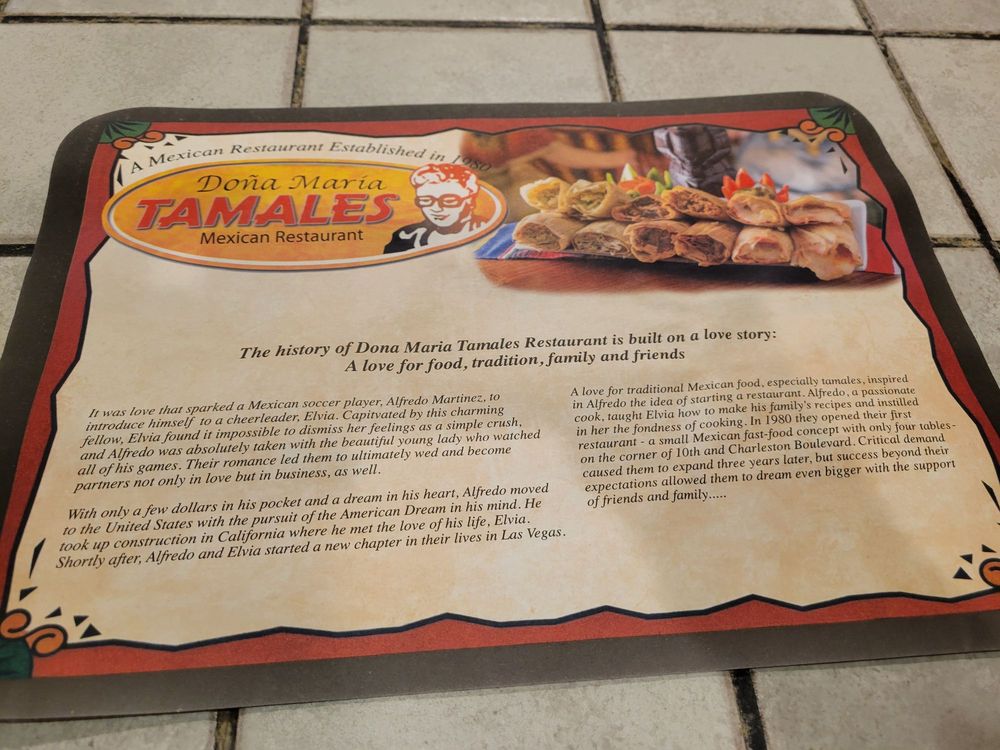 A Mexican Restaurant Established in 1980
Doña María
TAMALES
Mexican Restaurant
The history of Dona Maria Tamales Restaurant is built on a love story:
A love for food, tradition, family and friends
It was love that sparked a Mexican soccer player, Alfredo Martinez, to
introduce himself to a cheerleader, Elvia. Capitvated by this charming
fellow, Elvia found it impossible to dismiss her feelings as a simple crush,
and Alfredo was absolutely taken with the beautiful young lady who watched
all of his games. Their romance led them to ultimately wed and become
partners not only in love but in business, as well.
With only a few dollars in his pocket and a dream in his heart, Alfredo moved
to the United States with the pursuit of the American Dream in his mind. He
took up construction in California where he met the love of his life, Elvia.
Shortly after, Alfredo and Elvia started a new chapter in their lives in Las Vegas.
A love for traditional Mexican food, especially tamales, inspired
in Alfredo the idea of starting a restaurant. Alfredo, a passionate
cook, taught Elvia how to make his family's recipes and instilled
in her the fondness of cooking. In 1980 they opened their first
restaurant - a small Mexican fast-food concept with only four tables-
on the corner of 10th and Charleston Boulevard. Critical demand
caused them to expand three years later, but success beyond their
expectations allowed them to dream even bigger with the support
of friends and family.....